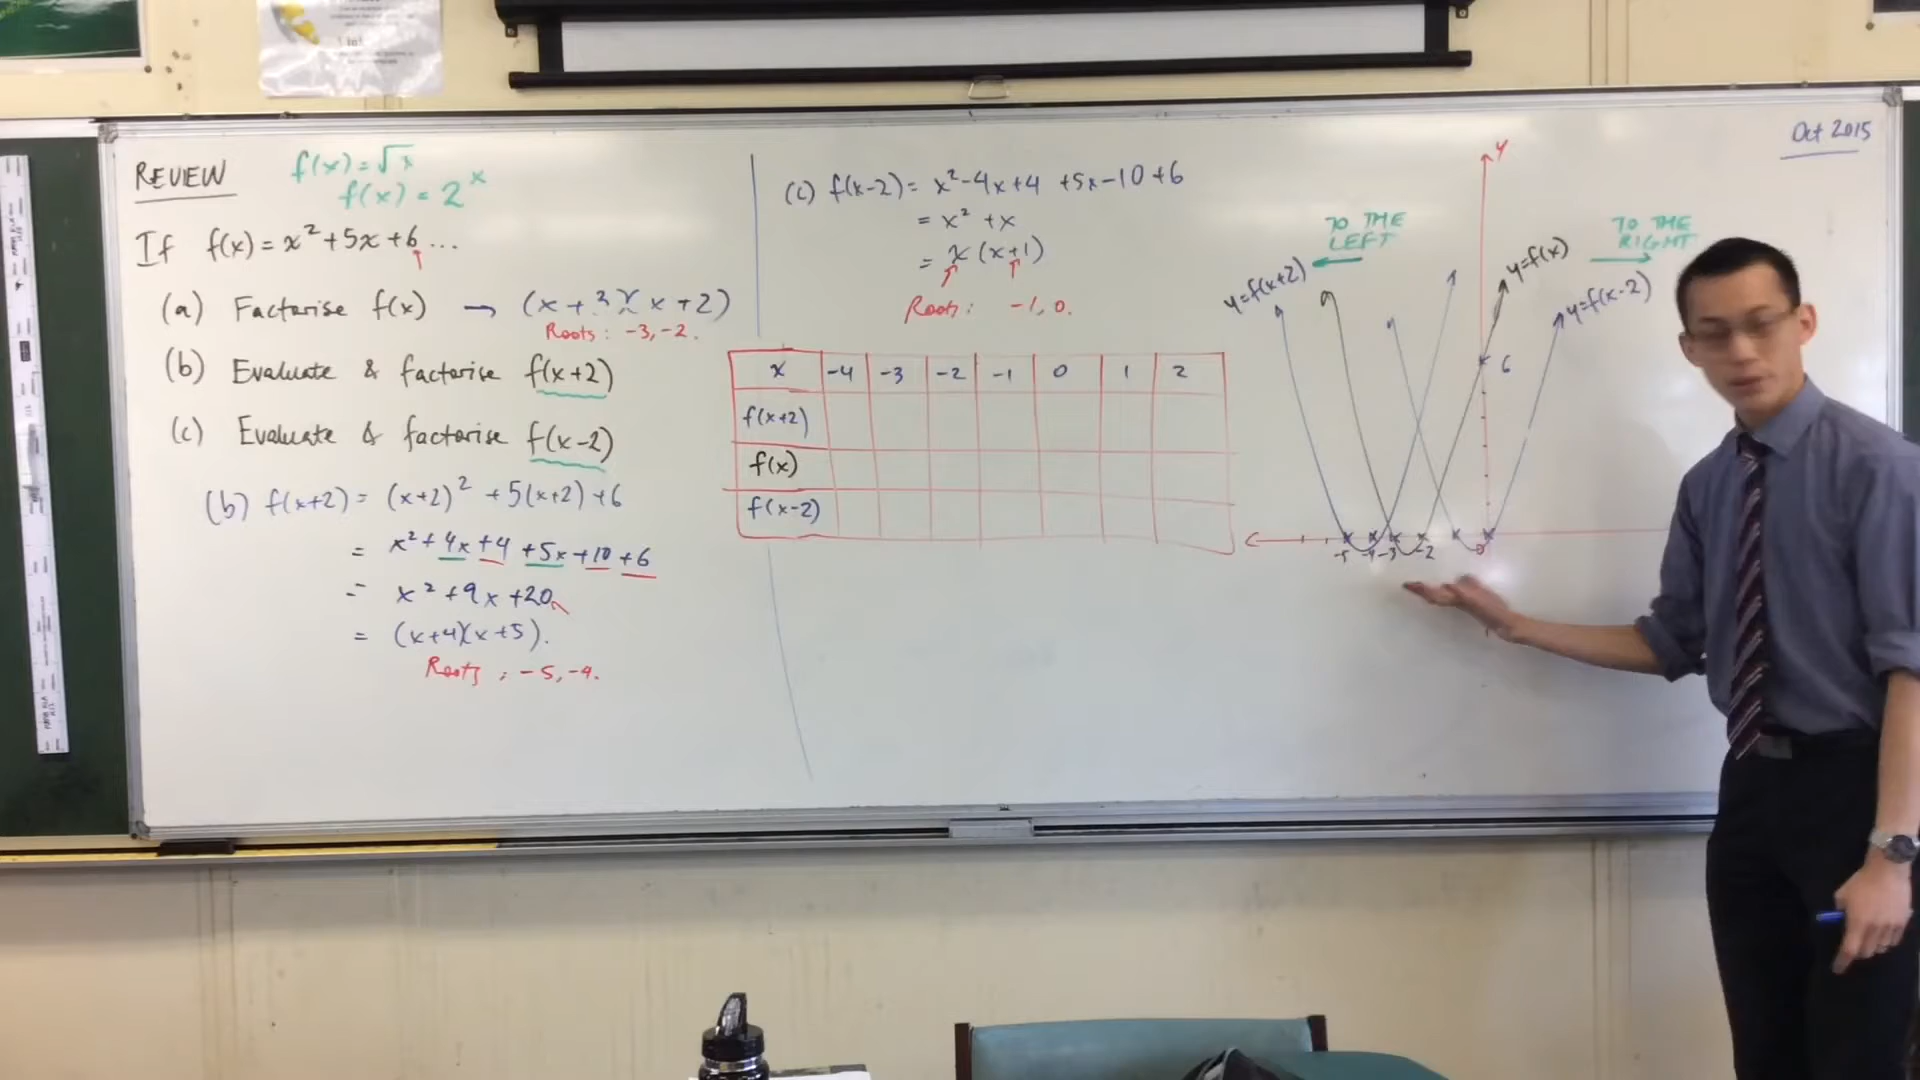 REVIEW
f(x) = √x
f(x) = 2^x
If f(x) = x² + 5x + 6 ...
(a) Factorise f(x) → (x + 3)(x + 2)
Roots : -3, -2.
(b) Evaluate & factorise f(x+2)
(c) Evaluate & factorise f(x-2)
(b) f(x+2) = (x+2)² + 5(x+2) + 6
= x² + 4x + 4 + 5x + 10 + 6
= x² + 9x + 20
= (x+4)(x+5).
Roots : -5, -4.
(c) f(x-2) = x² - 4x + 4 + 5x - 10 + 6
= x² + x
= x (x+1)
Roots : -1, 0.
x -4 -3 -2 -1 0 1 2
f(x+2)
f(x)
f(x-2)
Oct 2015
y
TO THE LEFT
TO THE RIGHT
y=f(x+2)
y=f(x)
y=f(x-2)
6
-5 -4 -3 -2 0